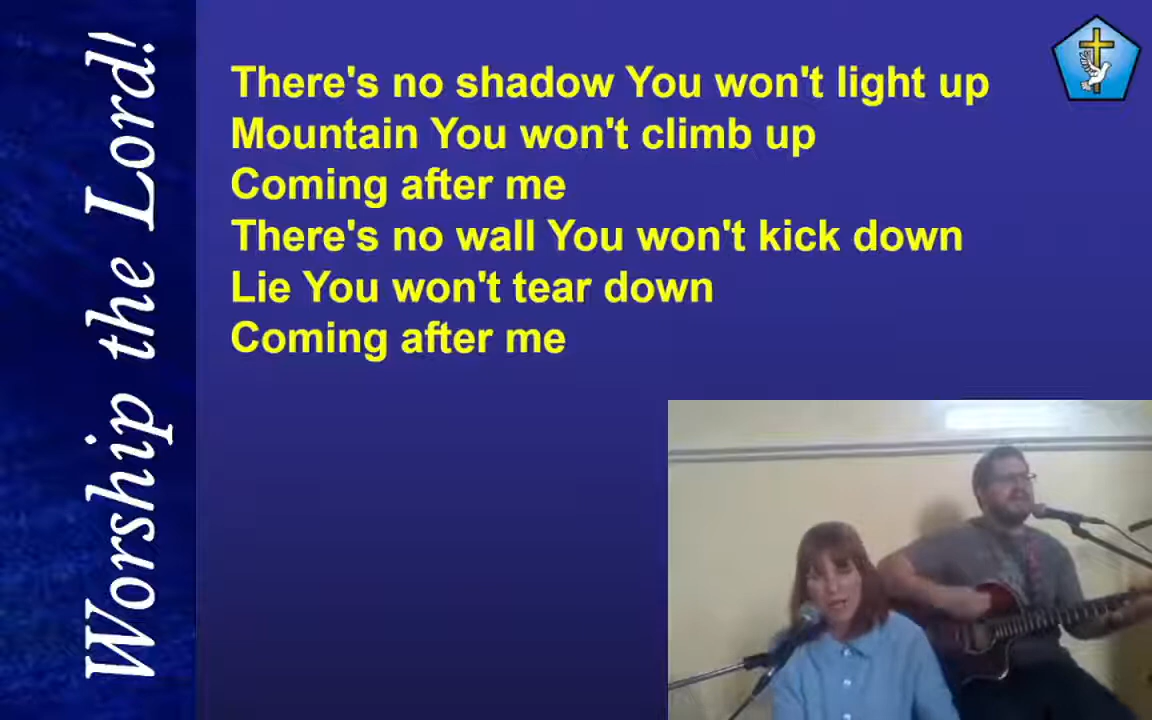 Worship the Lord!
There's no shadow You won't light up
Mountain You won't climb up
Coming after me
There's no wall You won't kick down
Lie You won't tear down
Coming after me